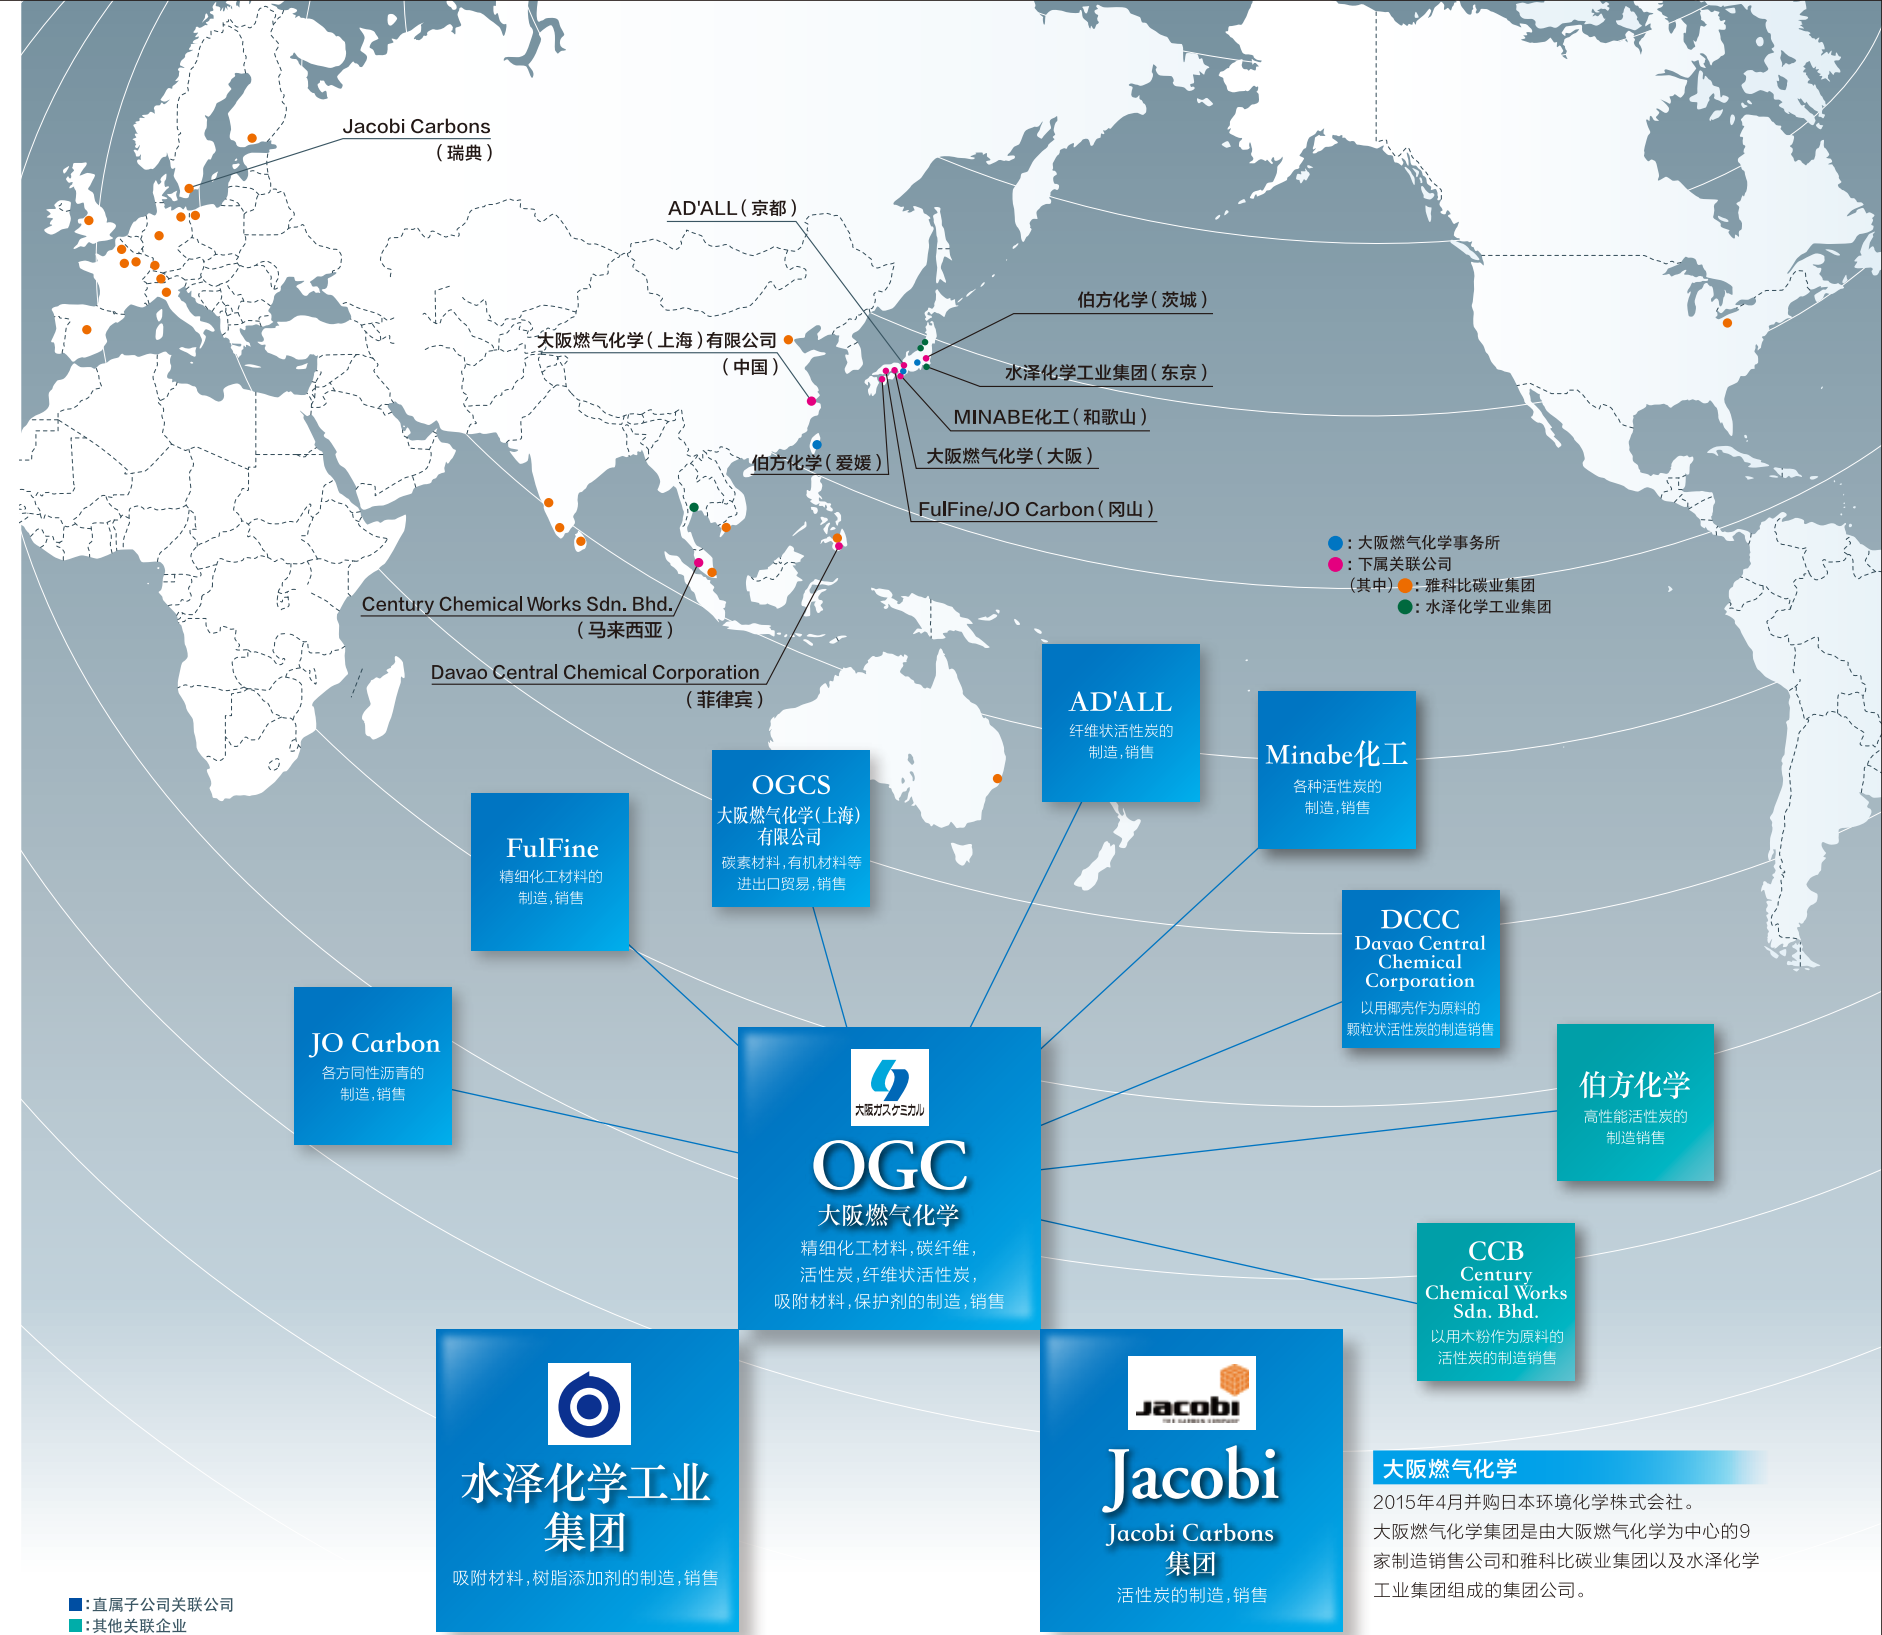 Jacobi Carbons
（瑞典）
AD'ALL（京都）
伯方化学（茨城）
大阪燃气化学（上海）有限公司
（中国）
水泽化学工业集团（东京）
MINABE化工（和歌山）
伯方化学（爱媛）
大阪燃气化学（大阪）
FulFine/JO Carbon（冈山）
●：大阪燃气化学事务所
●：下属关联公司
（其中）●：雅科比碳业集团
●：水泽化学工业集团
Century Chemical Works Sdn. Bhd.
（马来西亚）
Davao Central Chemical Corporation
（菲律宾）
AD'ALL
纤维状活性炭的
制造,销售
Minabe化工
各种活性炭的
制造,销售
OGCS
大阪燃气化学(上海)
有限公司
碳素材料,有机材料等
进出口贸易,销售
FulFine
精细化工材料的
制造,销售
DCCC
Davao Central
Chemical
Corporation
以用椰壳作为原料的
颗粒状活性炭的制造销售
JO Carbon
各方同性沥青的
制造,销售
伯方化学
高性能活性炭的
制造销售
大阪ガスケミカル
OGC
大阪燃气化学
精细化工材料,碳纤维,
活性炭,纤维状活性炭,
吸附材料,保护剂的制造,销售
CCB
Century
Chemical Works
Sdn. Bhd.
以用木粉作为原料的
活性炭的制造销售
水泽化学工业
集团
吸附材料,树脂添加剂的制造,销售
Jacobi
Jacobi
Jacobi Carbons
集团
活性炭的制造,销售
大阪燃气化学
2015年4月并购日本环境化学株式会社。
大阪燃气化学集团是由大阪燃气化学为中心的9
家制造销售公司和雅科比碳业集团以及水泽化学
工业集团组成的集团公司。
■:直属子公司关联公司
■:其他关联企业